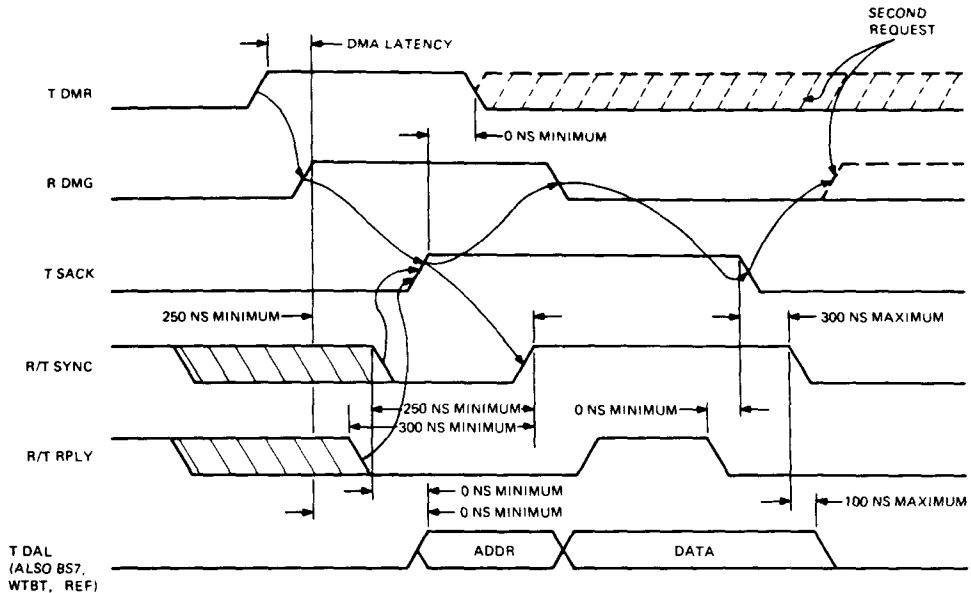 SECOND
REQUEST
DMA LATENCY
T DMR
0 NS MINIMUM
R DMG
T SACK
250 NS MINIMUM
300 NS MAXIMUM
R/T SYNC
250 NS MINIMUM
0 NS MINIMUM
300 NS MINIMUM
R/T RPLY
0 NS MINIMUM
100 NS MAXIMUM
0 NS MINIMUM
T DAL
(ALSO BS7,
WTBT, REF)
ADDR
DATA